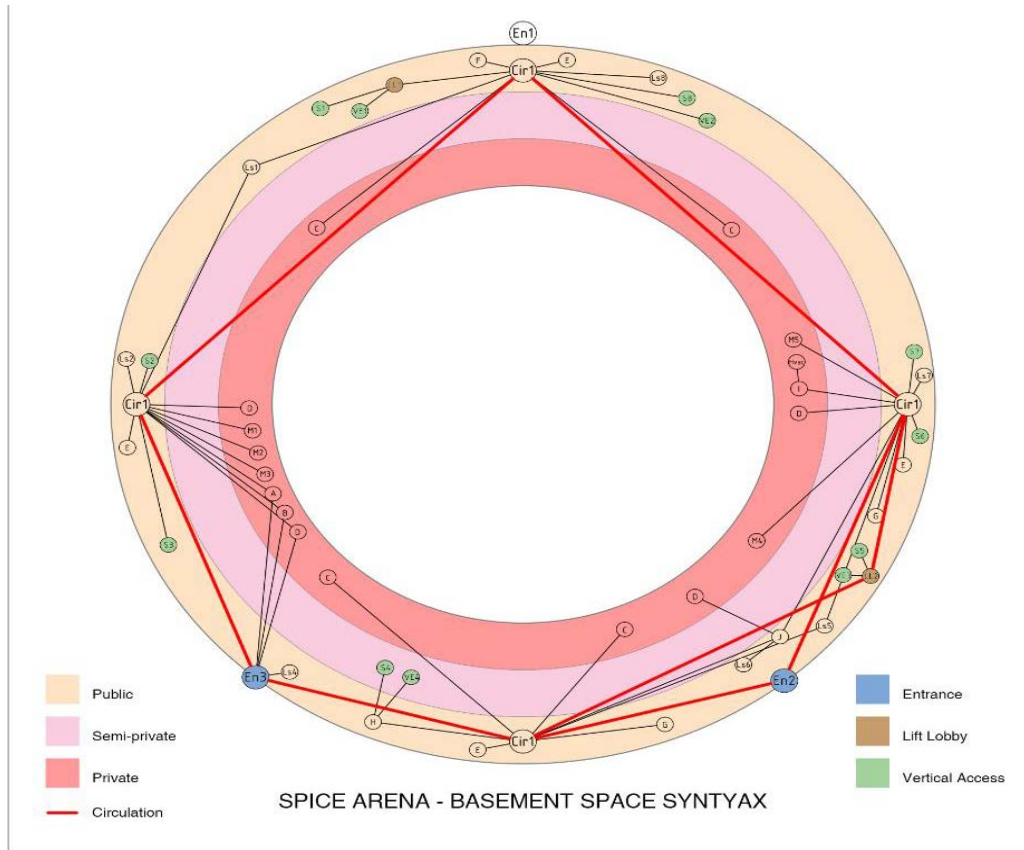 En1
F
E
Cir1
Ls8
S1
S8
VE2
Ls1
C
C
M5
S7
Ls2
S2
Hvac
Ls7
I
Cir1
D
D
Cir1
M1
S6
E
M2
E
M3
A
B
G
D
S3
M4
S5
C
D
C
Ls5
J
Ls6
En3
Ls4
S4
VE4
En2
H
G
Cir1
E
Public
Semi-private
Private
Circulation
Entrance
Lift Lobby
Vertical Access
SPICE ARENA - BASEMENT SPACE SYNTYAX